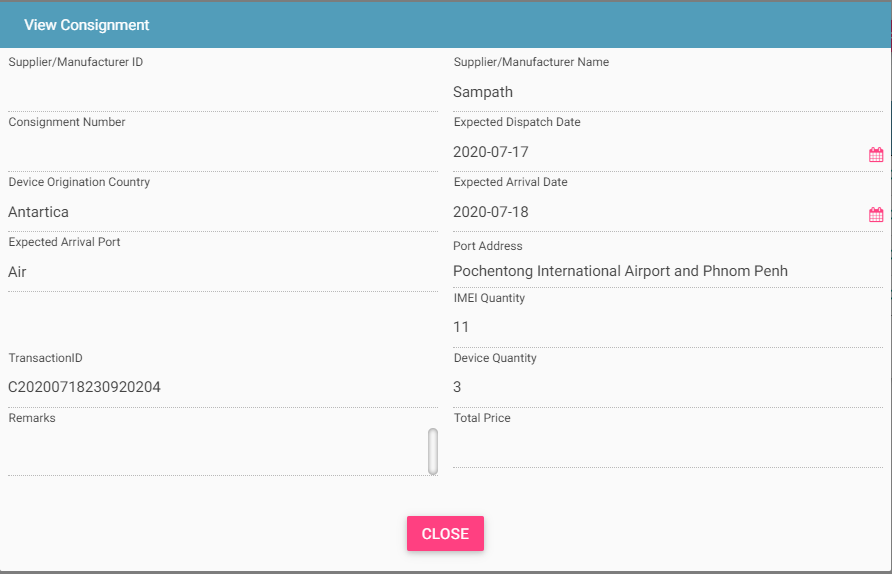 View Consignment
Supplier/Manufacturer ID
Supplier/Manufacturer Name
Sampath
Consignment Number
Expected Dispatch Date
2020-07-17
Device Origination Country
Expected Arrival Date
Antartica
2020-07-18
Expected Arrival Port
Port Address
Air
Pochentong International Airport and Phnom Penh
IMEI Quantity
11
TransactionID
Device Quantity
C20200718230920204
3
Remarks
Total Price
CLOSE